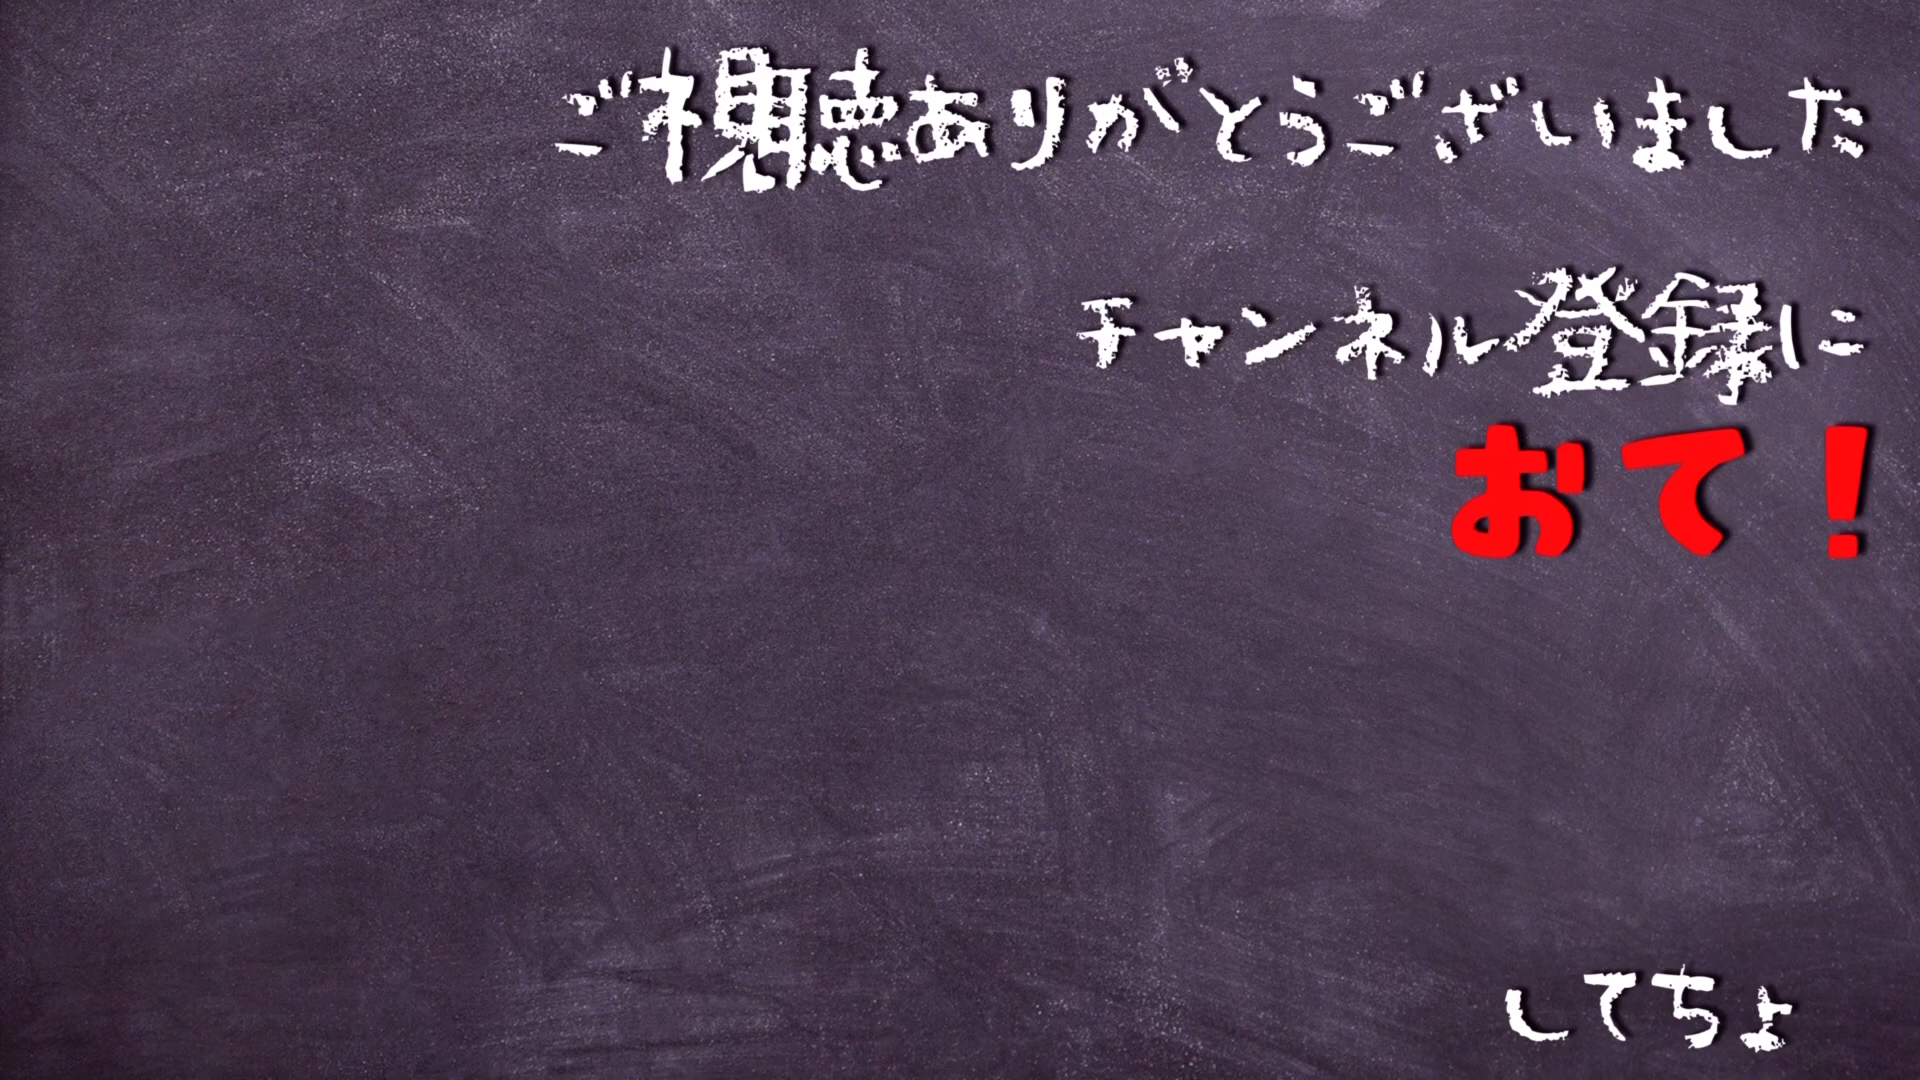 ご視聴ありがとうございました
チャンネル登録に
おて！
してちょ